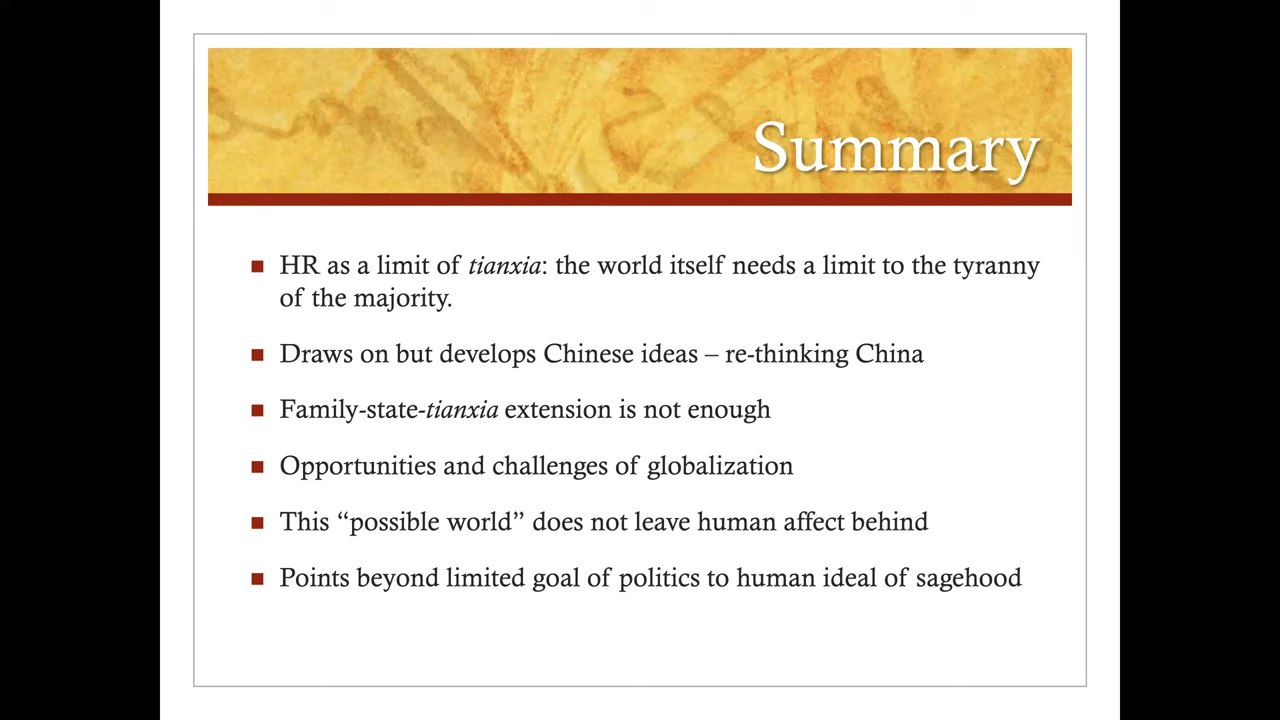 Summary
HR as a limit of tianxia: the world itself needs a limit to the tyranny
of the majority.
Draws on but develops Chinese ideas – re-thinking China
Family-state-tianxia extension is not enough
Opportunities and challenges of globalization
This “possible world” does not leave human affect behind
Points beyond limited goal of politics to human ideal of sagehood